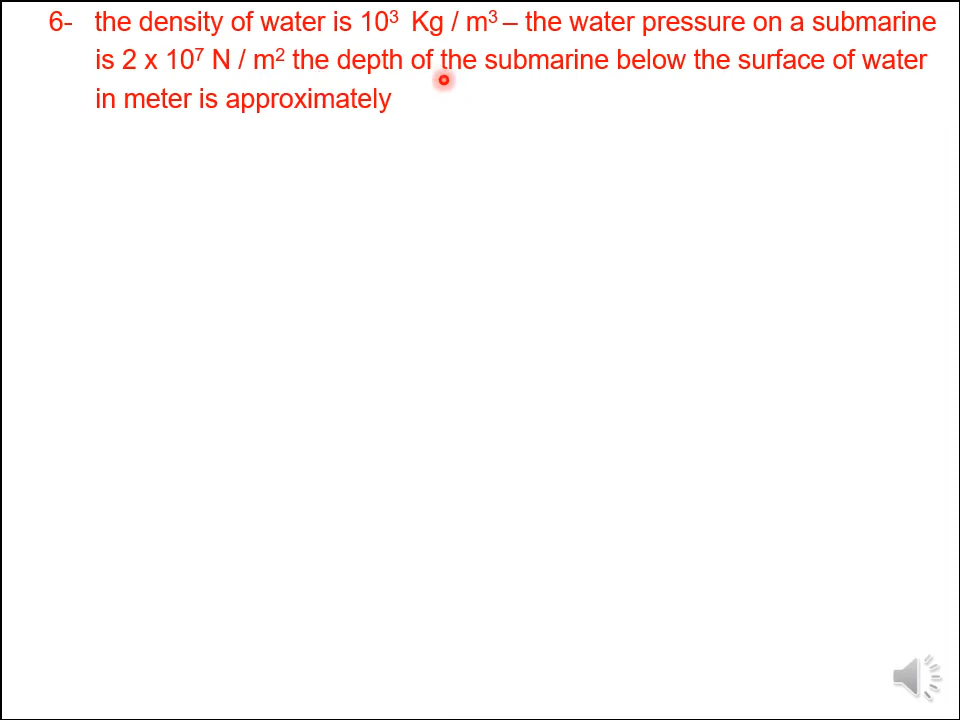 6- the density of water is 10³ Kg / m³ – the water pressure on a submarine
is 2 x 10⁷ N / m² the depth of the submarine below the surface of water
in meter is approximately